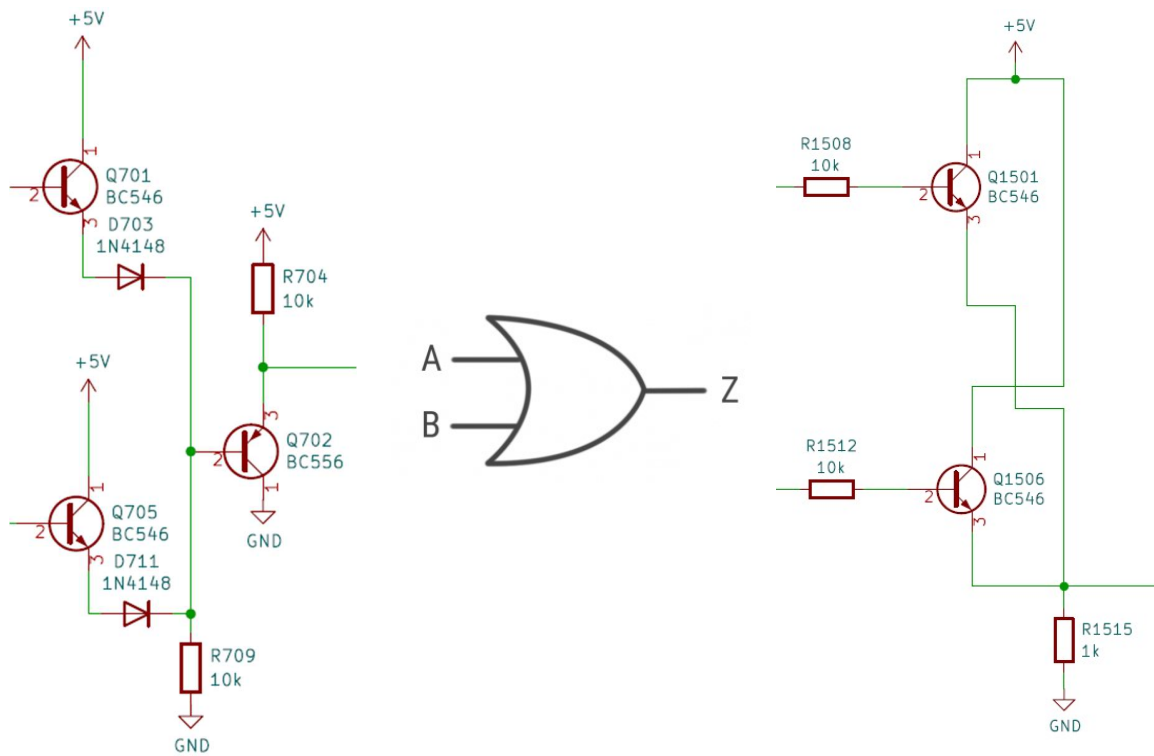 +5V
1
Q701
BC546
2
3
D703
1N4148
+5V
R704
10k
+5V
3
Q702
BC556
2
1
GND
1
Q705
BC546
2
3
D711
1N4148
R709
10k
GND
A
B
Z
+5V
R1508
10k
1
Q1501
BC546
2
3
R1512
10k
1
Q1506
BC546
2
3
R1515
1k
GND